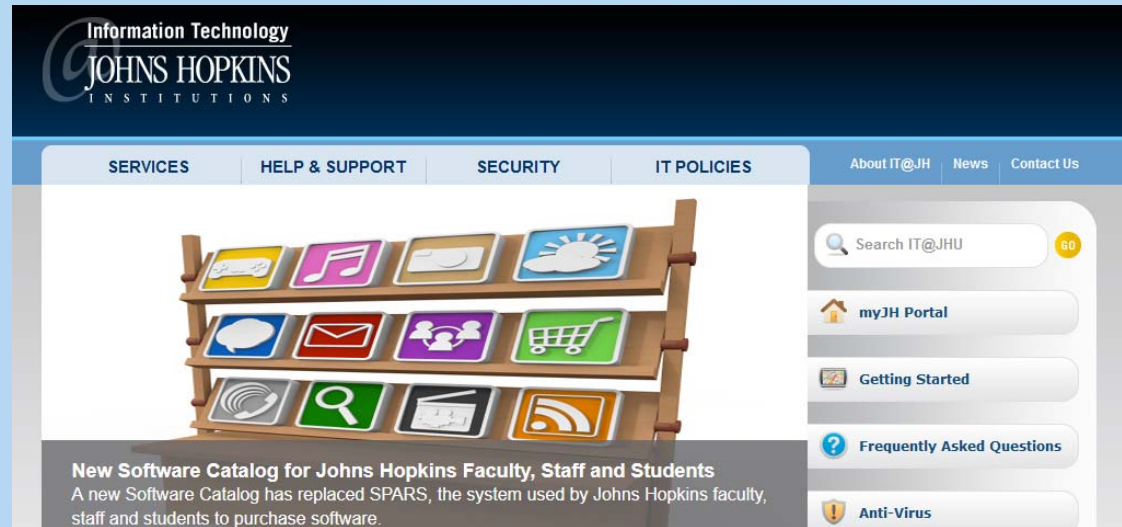 Information Technology
JOHNS HOPKINS
INSTITUTIONS
SERVICES
HELP & SUPPORT
SECURITY
IT POLICIES
About IT@JH
News
Contact Us
Search IT@JHU
GO
myJH Portal
Getting Started
Frequently Asked Questions
Anti-Virus
New Software Catalog for Johns Hopkins Faculty, Staff and Students
A new Software Catalog has replaced SPARS, the system used by Johns Hopkins faculty,
staff and students to purchase software.